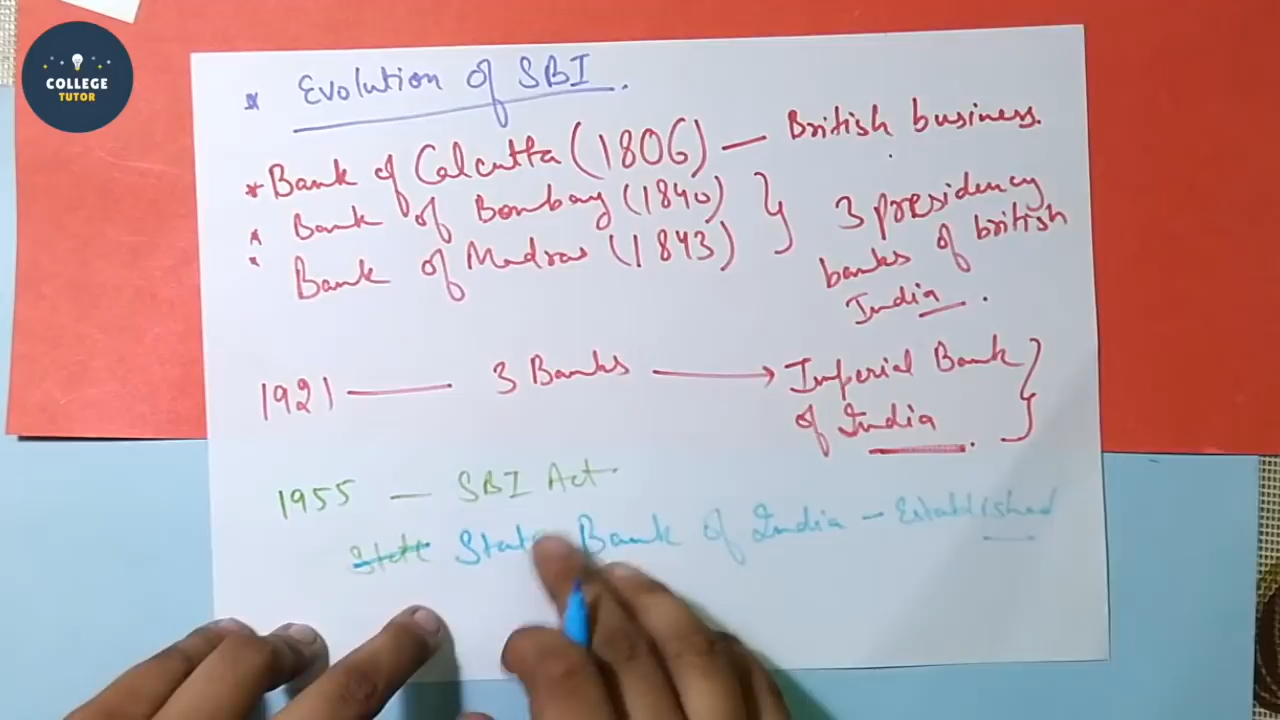 COLLEGE
TUTOR
* Evolution of SBI.
* Bank of Calcutta (1806) — British business.
* Bank of Bombay (1840)
* Bank of Madras (1843)
} 3 presidency
banks of british
India.
1921 — 3 Banks → Imperial Bank
of India. }
1955 — SBI Act.
State State Bank of India – Established